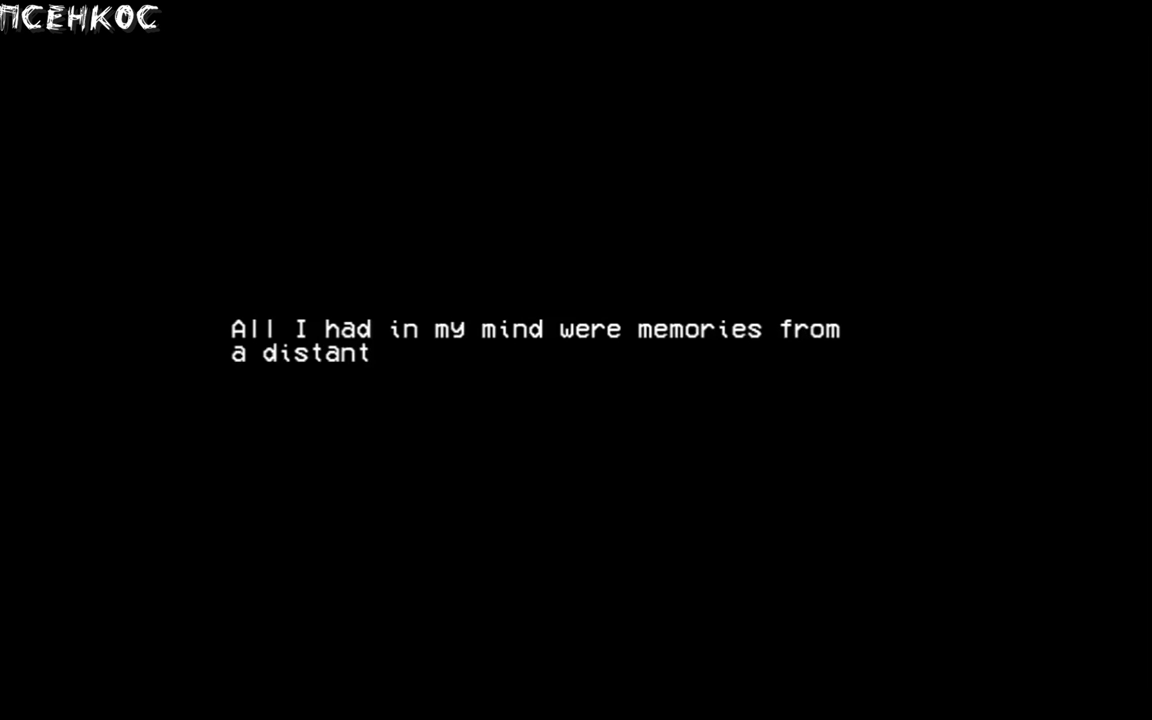 ПСЕНКОС
All I had in my mind were memories from
a distant